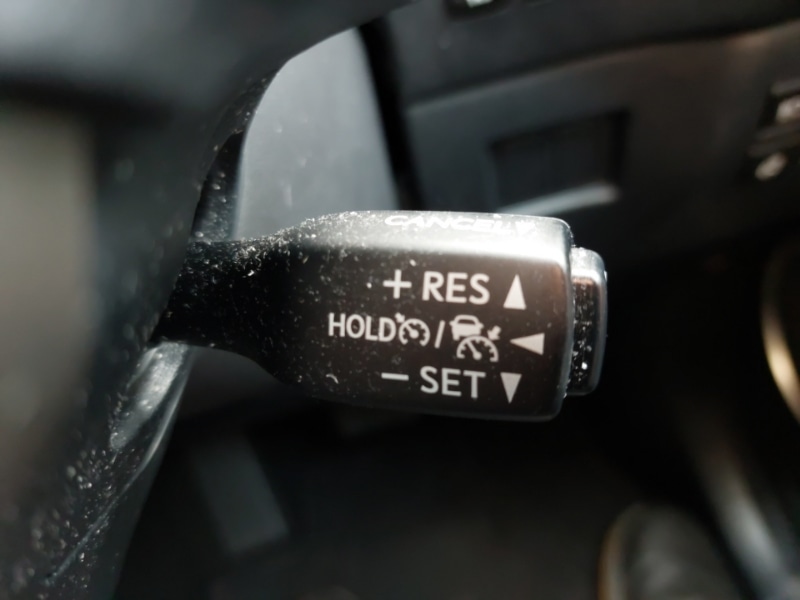 CANCEL
+ RES
HOLD /
− SET